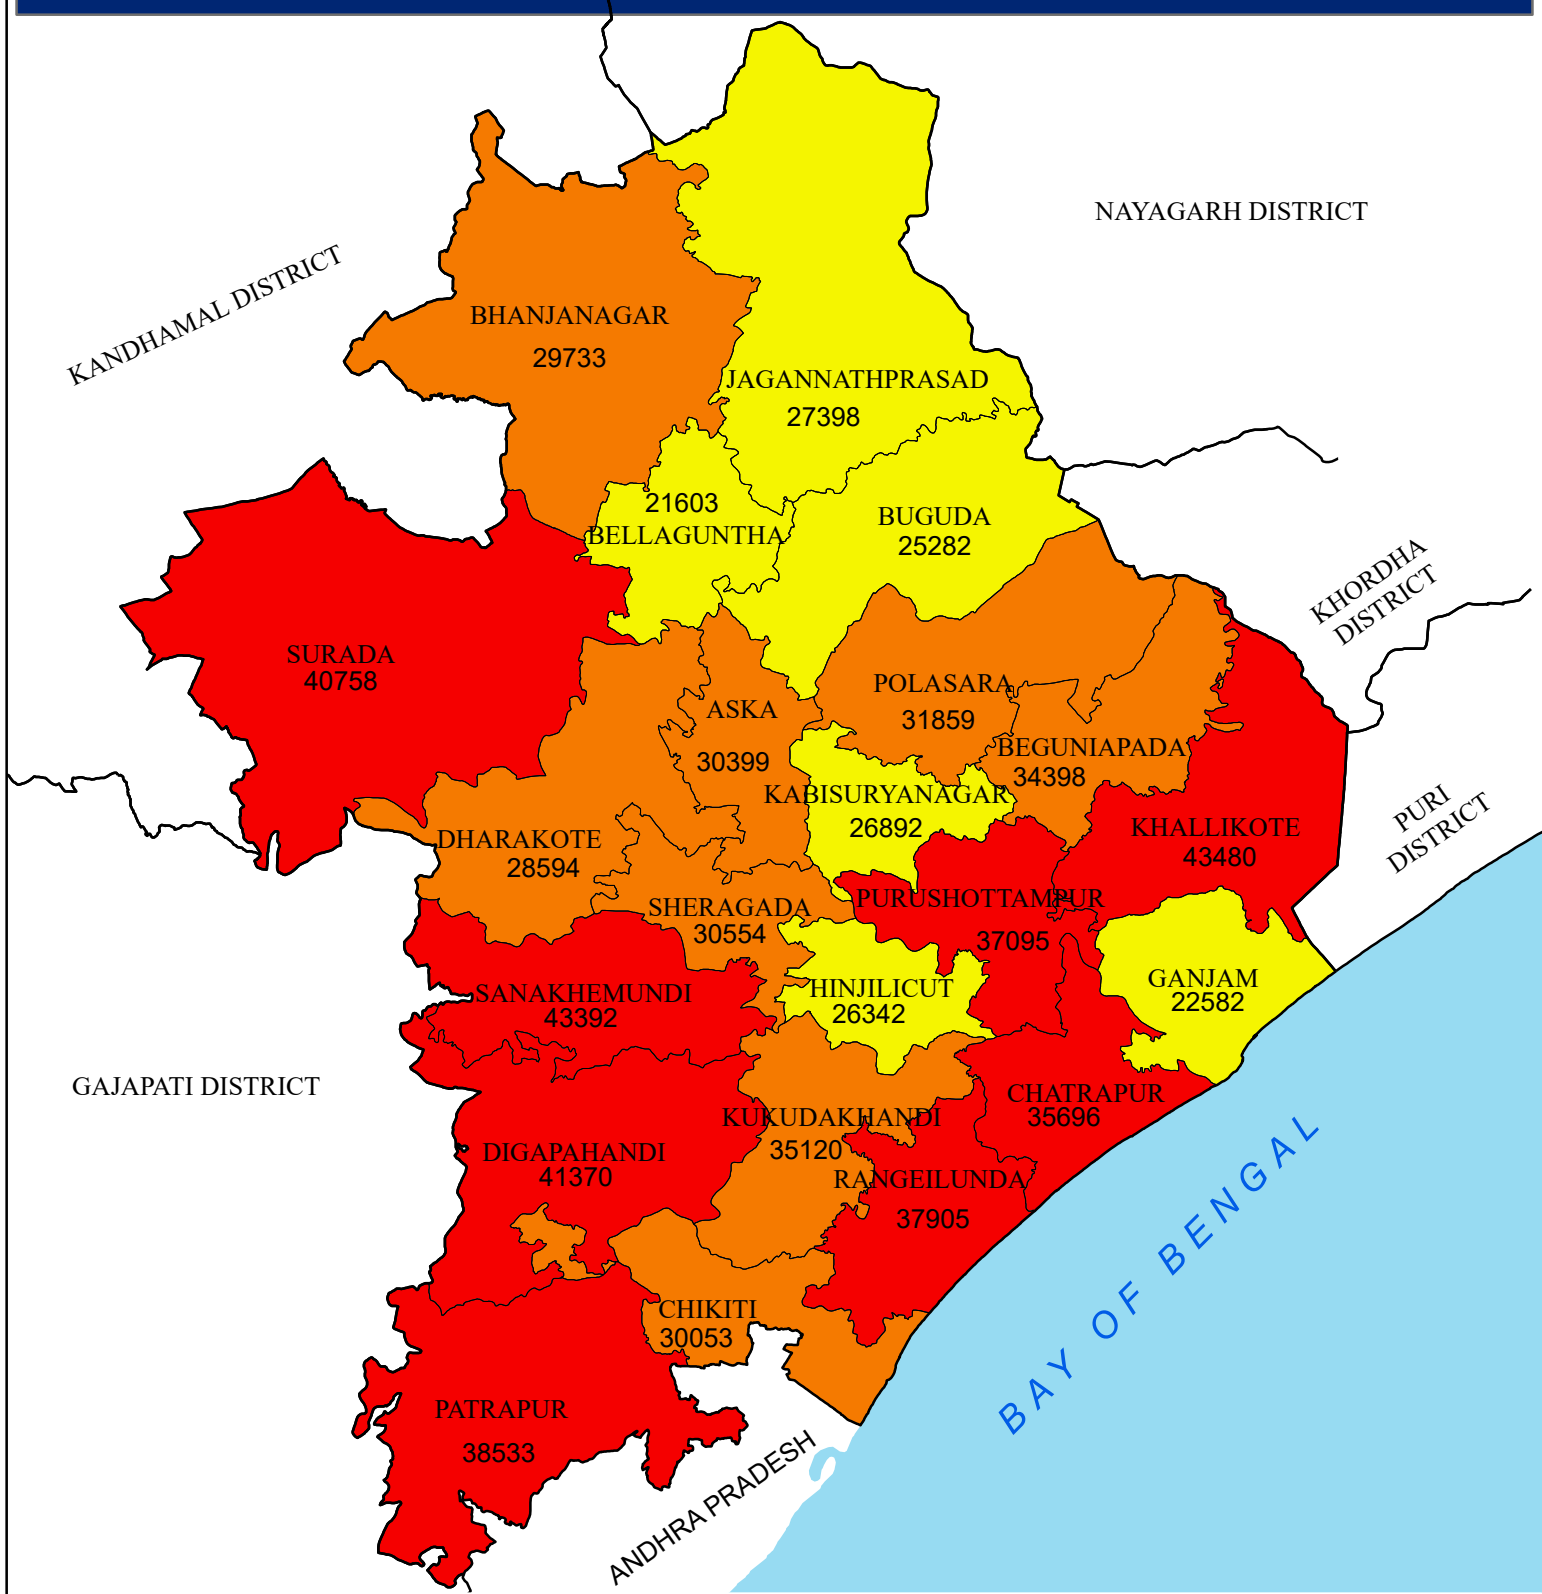 NAYAGARH DISTRICT
KANDHAMAL DISTRICT
BHANJANAGAR
29733
JAGANNATHPRASAD
27398
21603
BELLAGUNTHA
BUGUDA
25282
KHORDHA
DISTRICT
SURADA
40758
POLASARA
31859
ASKA
30399
BEGUNIAPADA
34398
KABISURYANAGAR
26892
PURI
DISTRICT
KHALLIKOTE
43480
DHARAKOTE
28594
SHERAGADA
30554
PURUSHOTTAMPUR
37095
SANAKHEMUNDI
43392
HINJILICUT
26342
GANJAM
22582
GAJAPATI DISTRICT
CHATRAPUR
35696
KUKUDAKHANDI
35120
DIGAPAHANDI
41370
RANGEILUNDA
37905
BAY OF BENGAL
CHIKITI
30053
PATRAPUR
38533
ANDHRA PRADESH